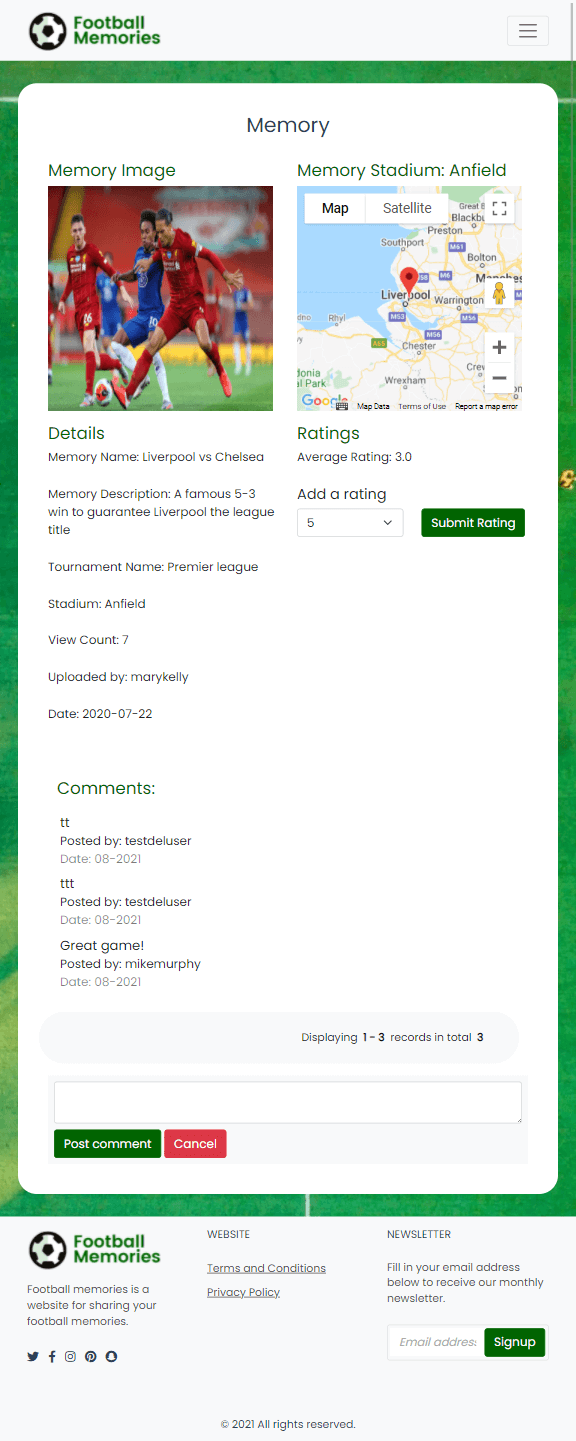 Football
Memories
Memory
Memory Image
26
10
Memory Stadium: Anfield
Map
Satellite
Great
Blackbu
Preston
Southport
M61
Bolton
M58
M6
Manches
Liverpool
Warrington
M53
M56
Rhyl
A55
Chester
Wrexham
Crew
al Park
Google
Map Data
Terms of Use
Report a map error
Details
Memory Name: Liverpool vs Chelsea
Memory Description: A famous 5-3
win to guarantee Liverpool the league
title
Tournament Name: Premier league
Stadium: Anfield
View Count: 7
Uploaded by: marykelly
Date: 2020-07-22
Ratings
Average Rating: 3.0
Add a rating
5
Submit Rating
Comments:
tt
Posted by: testdeluser
Date: 08-2021
ttt
Posted by: testdeluser
Date: 08-2021
Great game!
Posted by: mikemurphy
Date: 08-2021
Displaying 1 - 3 records in total 3
Post comment
Cancel
Football
Memories
Football memories is a
website for sharing your
football memories.
WEBSITE
Terms and Conditions
Privacy Policy
NEWSLETTER
Fill in your email address
below to receive our monthly
newsletter.
Email address
Signup
© 2021 All rights reserved.